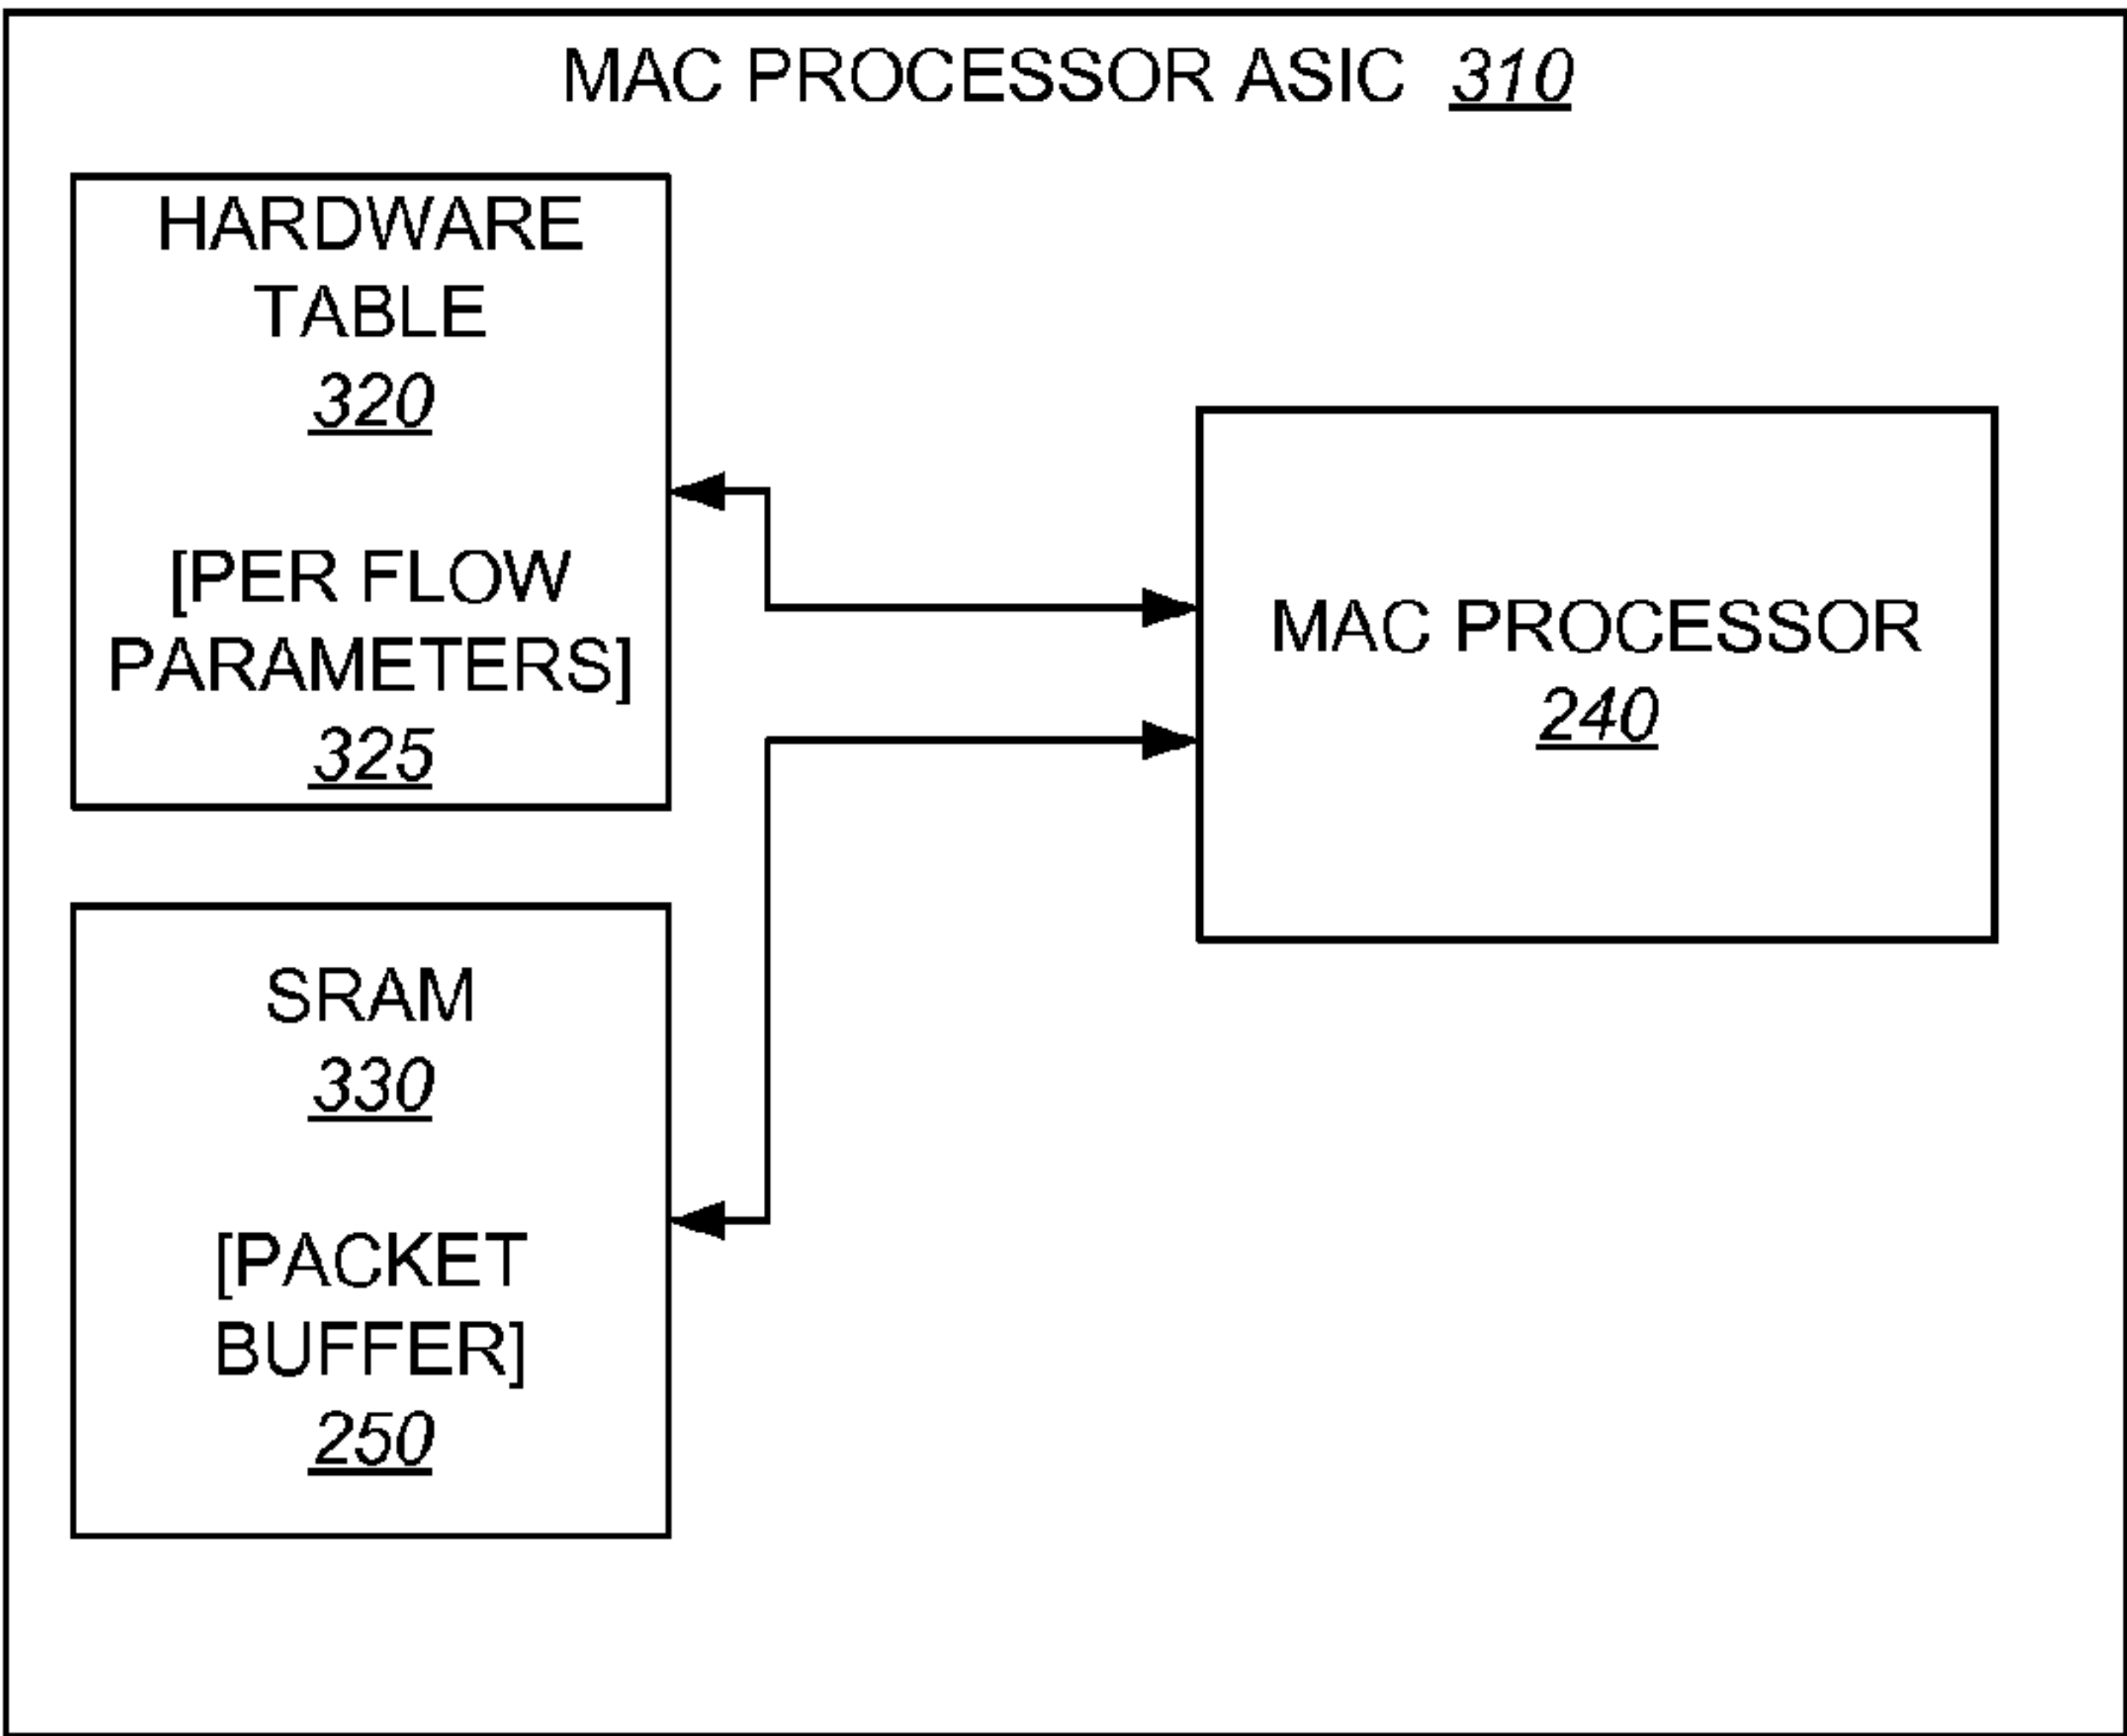 MAC PROCESSOR ASIC 310
HARDWARE
TABLE
320
[PER FLOW
PARAMETERS]
325
SRAM
330
[PACKET
BUFFER]
250
MAC PROCESSOR
240